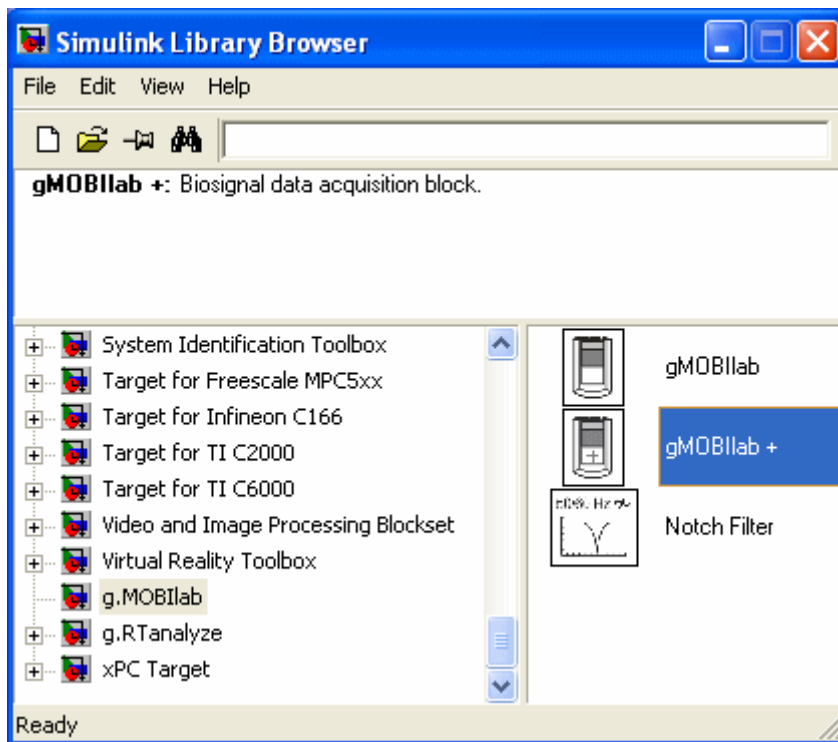 Simulink Library Browser
File Edit View Help
gMOBIlab +: Biosignal data acquisition block.
System Identification Toolbox
Target for Freescale MPC5xx
Target for Infineon C166
Target for TI C2000
Target for TI C6000
Video and Image Processing Blockset
Virtual Reality Toolbox
g.MOBIlab
g.RTanalyze
xPC Target
gMOBIlab
gMOBIlab +
Notch Filter
Ready